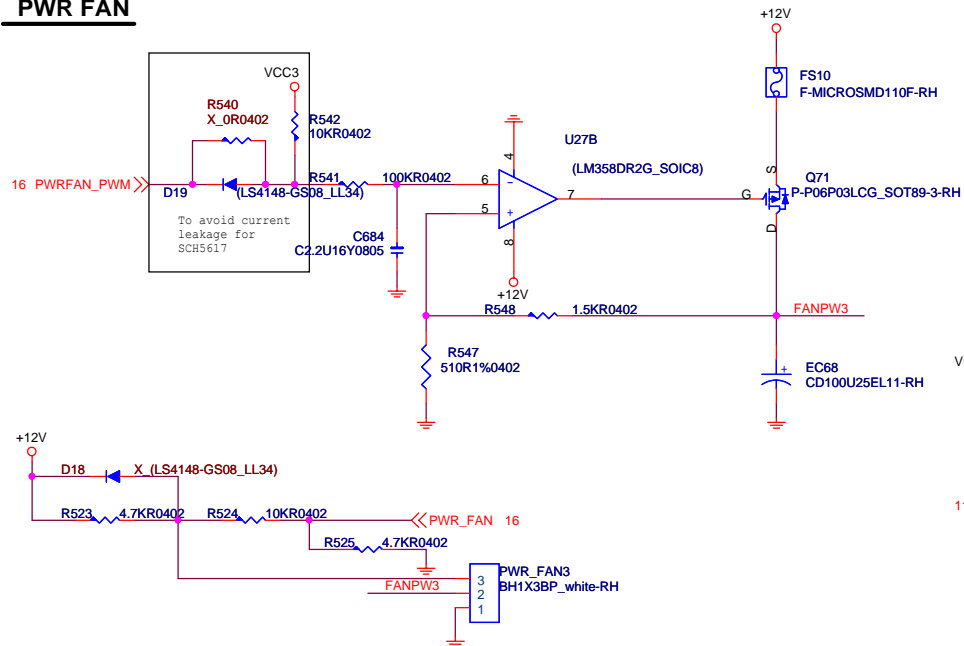 PWR FAN
+12V
FS10
F-MICROSMD110F-RH
VCC3
R540
X_0R0402
R542
10KR0402
U27B
(LM358DR2G_SOIC8)
4
16 PWRFAN_PWM
D19
(LS4148-GS08_LL34)
R541
100KR0402
6
5
7
8
+12V
S
G
D
Q71
P-P06P03LCG_SOT89-3-RH
To avoid current
leakage for
SCH5617
C684
C2.2U16Y0805
R548
1.5KR0402
FANPW3
R547
510R1%0402
+
EC68
CD100U25EL11-RH
V
+12V
D18
X_(LS4148-GS08_LL34)
R523
4.7KR0402
R524
10KR0402
PWR_FAN 16
R525
4.7KR0402
PWR_FAN3
BH1X3BP_white-RH
FANPW3
3
2
1